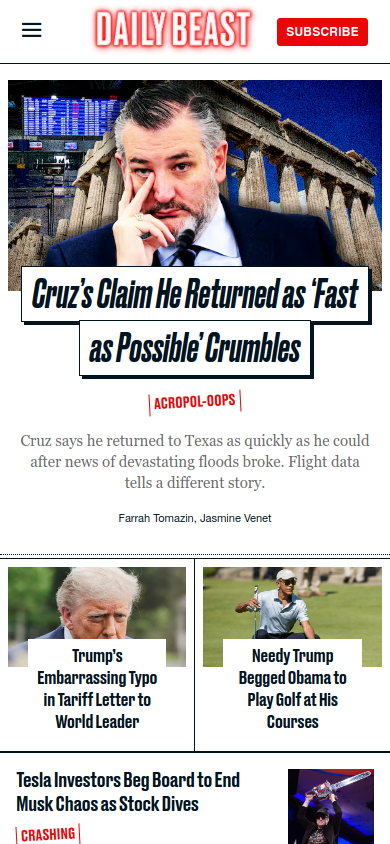 DAILY BEAST
SUBSCRIBE
Cruz’s Claim He Returned as ‘Fast
as Possible’ Crumbles
ACROPOL-OOPS
Cruz says he returned to Texas as quickly as he could
after news of devastating floods broke. Flight data
tells a different story.
Farrah Tomazin, Jasmine Venet
Trump’s
Embarrassing Typo
in Tariff Letter to
World Leader
Needy Trump
Begged Obama to
Play Golf at His
Courses
Tesla Investors Beg Board to End
Musk Chaos as Stock Dives
CRASHING